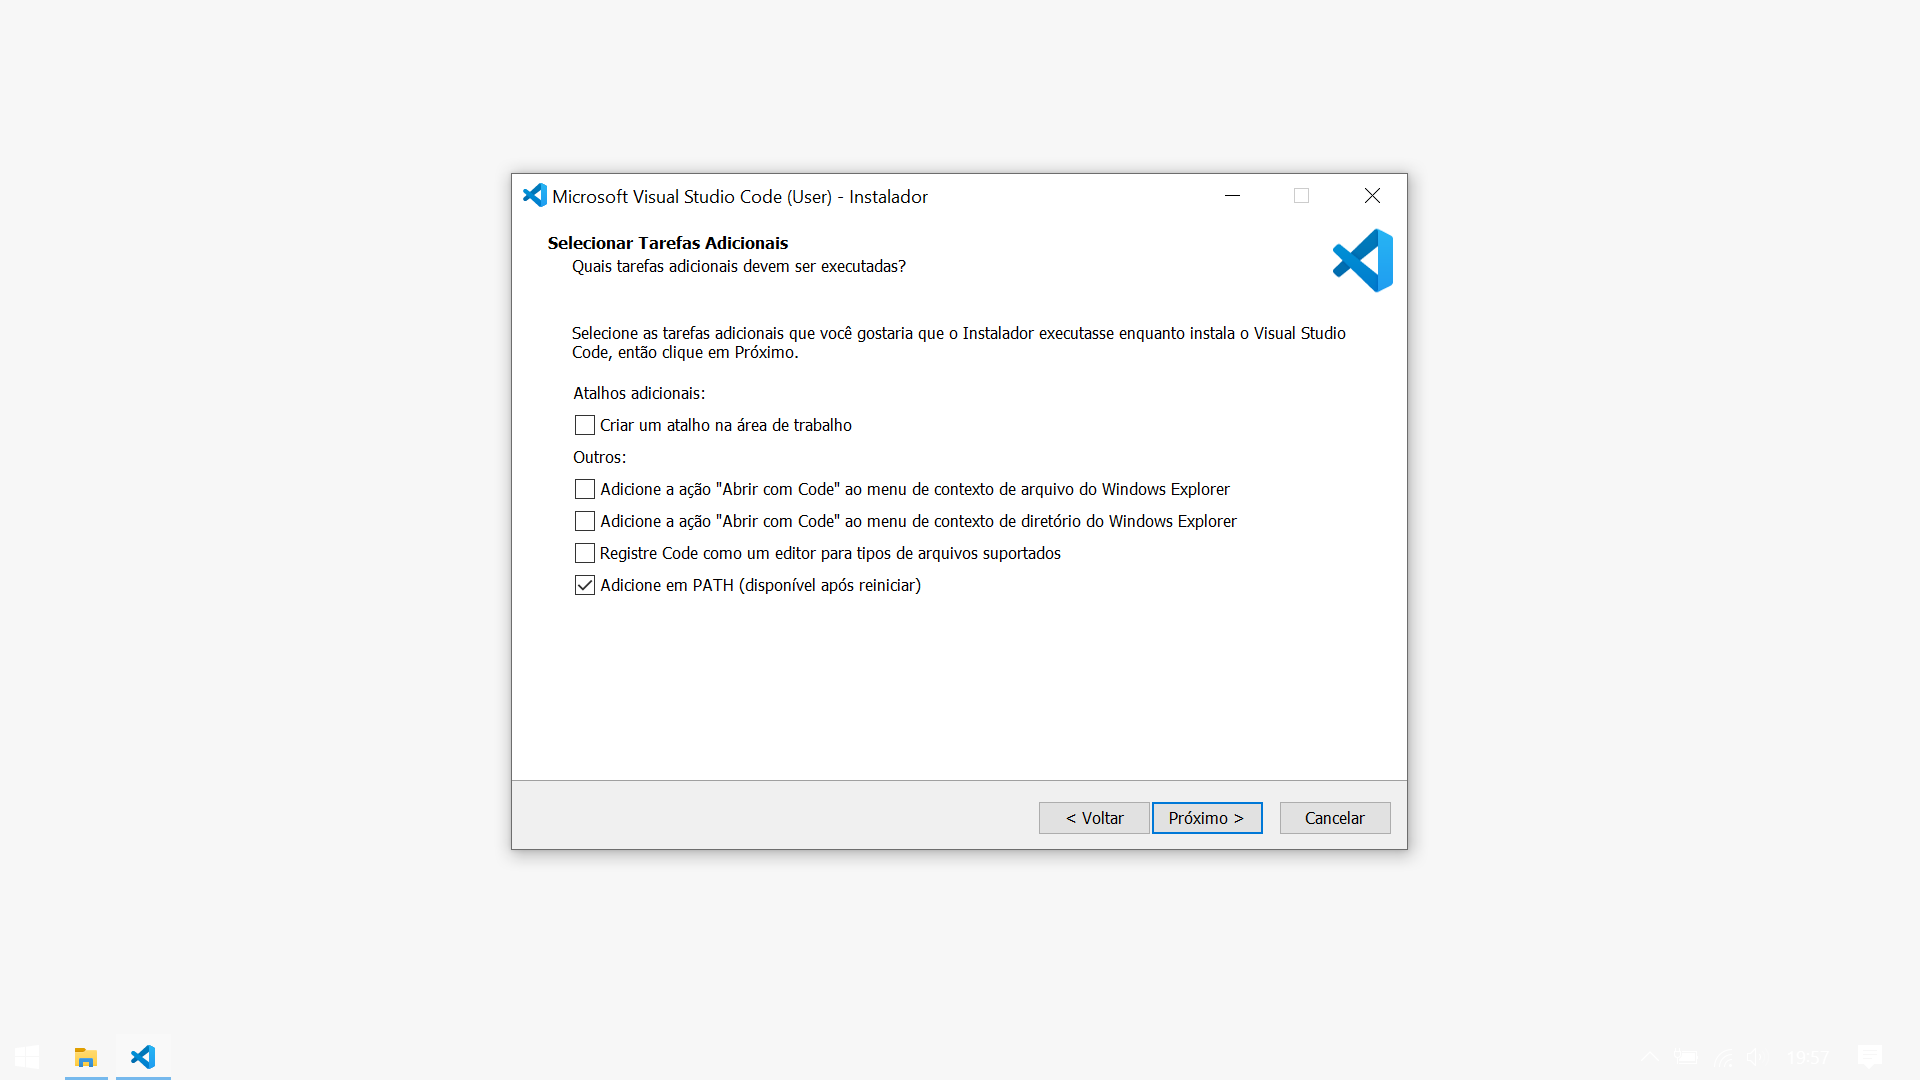 Microsoft Visual Studio Code (User) - Instalador
Selecionar Tarefas Adicionais
Quais tarefas adicionais devem ser executadas?
Selecione as tarefas adicionais que você gostaria que o Instalador executasse enquanto instala o Visual Studio
Code, então clique em Próximo.
Atalhos adicionais:
Criar um atalho na área de trabalho
Outros:
Adicione a ação "Abrir com Code" ao menu de contexto de arquivo do Windows Explorer
Adicione a ação "Abrir com Code" ao menu de contexto de diretório do Windows Explorer
Registre Code como um editor para tipos de arquivos suportados
Adicione em PATH (disponível após reiniciar)
< Voltar
Próximo >
Cancelar
19:57